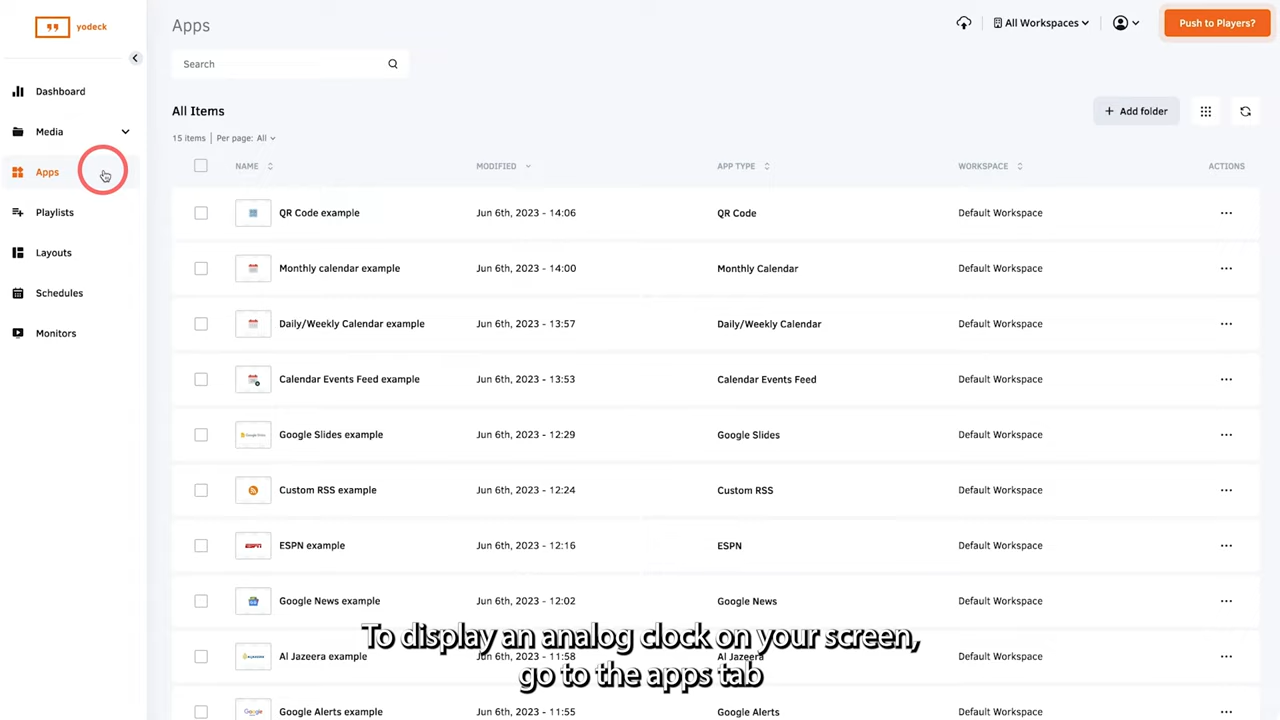 yodeck
Apps
All Workspaces
Push to Players?
Search
Dashboard
Media
Apps
Playlists
Layouts
Schedules
Monitors
All Items
Add folder
15 items | Per page: All
NAME MODIFIED APP TYPE WORKSPACE ACTIONS
QR Code example Jun 6th, 2023 - 14:06 QR Code Default Workspace
Monthly calendar example Jun 6th, 2023 - 14:00 Monthly Calendar Default Workspace
Daily/Weekly Calendar example Jun 6th, 2023 - 13:57 Daily/Weekly Calendar Default Workspace
Calendar Events Feed example Jun 6th, 2023 - 13:53 Calendar Events Feed Default Workspace
Google Slides Google Slides example Jun 6th, 2023 - 12:29 Google Slides Default Workspace
Custom RSS example Jun 6th, 2023 - 12:24 Custom RSS Default Workspace
ESPN ESPN example Jun 6th, 2023 - 12:16 ESPN Default Workspace
Google News example Jun 6th, 2023 - 12:02 Google News Default Workspace
Al Jazeera example Jun 6th, 2023 - 11:58 Al Jazeera Default Workspace
Google Google Alerts example Jun 6th, 2023 - 11:55 Google Alerts Default Workspace
To display an analog clock on your screen,
go to the apps tab